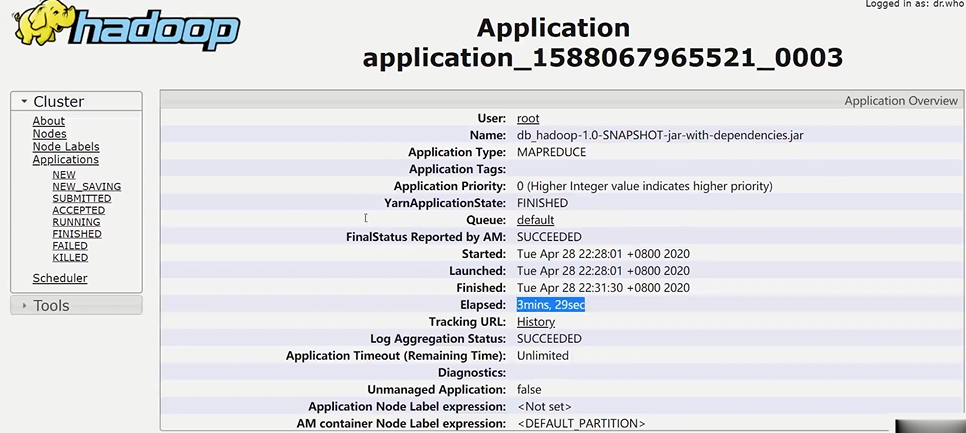 Logged in as: dr.who
hadoop
Application
application_1588067965521_0003
Cluster
About
Nodes
Node Labels
Applications
NEW
NEW_SAVING
SUBMITTED
ACCEPTED
RUNNING
FINISHED
FAILED
KILLED
Scheduler
Tools
Application Overview
User: root
Name: db_hadoop-1.0-SNAPSHOT-jar-with-dependencies.jar
Application Type: MAPREDUCE
Application Tags:
Application Priority: 0 (Higher Integer value indicates higher priority)
YarnApplicationState: FINISHED
Queue: default
FinalStatus Reported by AM: SUCCEEDED
Started: Tue Apr 28 22:28:01 +0800 2020
Launched: Tue Apr 28 22:28:01 +0800 2020
Finished: Tue Apr 28 22:31:30 +0800 2020
Elapsed: 3mins, 29sec
Tracking URL: History
Log Aggregation Status: SUCCEEDED
Application Timeout (Remaining Time): Unlimited
Diagnostics:
Unmanaged Application: false
Application Node Label expression: <Not set>
AM container Node Label expression: <DEFAULT_PARTITION>